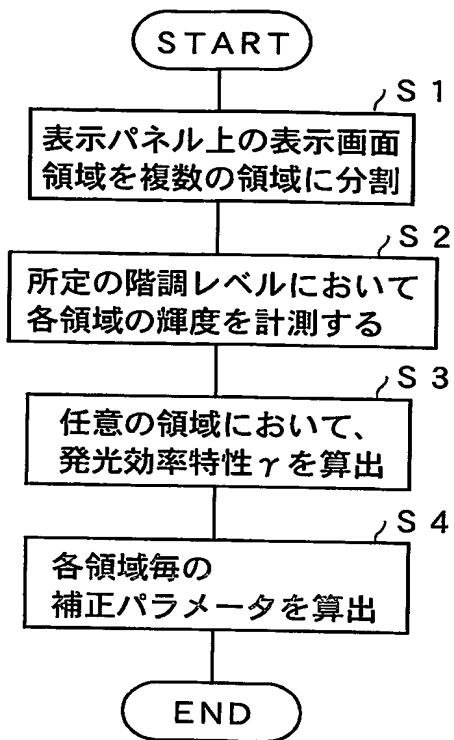 START
S1
表示パネル上の表示画面
領域を複数の領域に分割
S2
所定の階調レベルにおいて
各領域の輝度を計測する
S3
任意の領域において、
発光効率特性γを算出
S4
各領域毎の
補正パラメータを算出
END